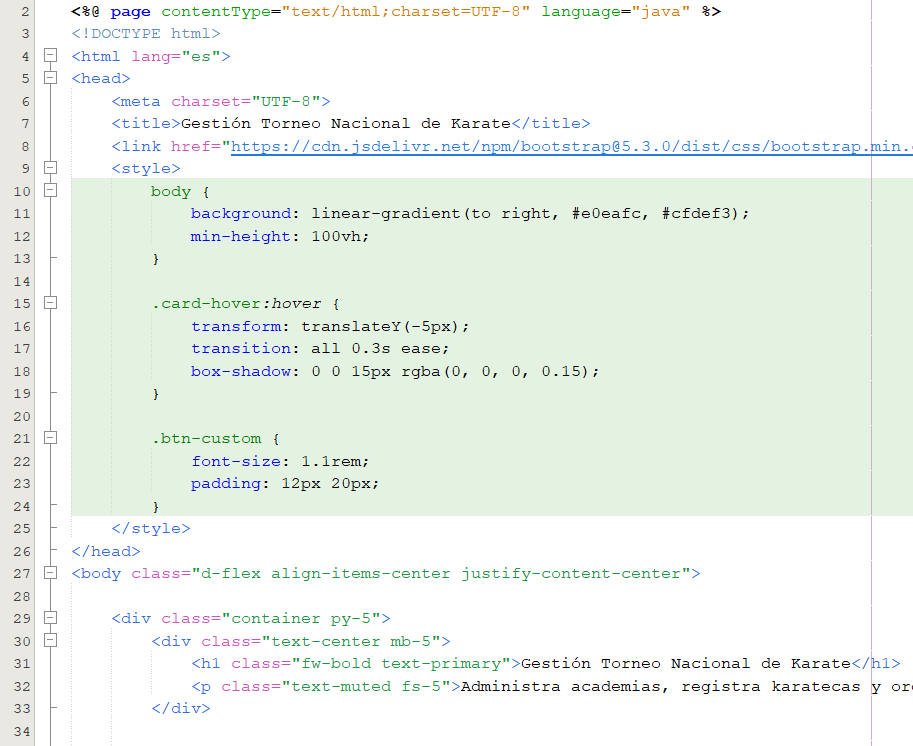 2 <%@ page contentType="text/html;charset=UTF-8" language="java" %>
3 <!DOCTYPE html>
4 <html lang="es">
5 <head>
6 <meta charset="UTF-8">
7 <title>Gestión Torneo Nacional de Karate</title>
8 <link href="https://cdn.jsdelivr.net/npm/bootstrap@5.3.0/dist/css/bootstrap.min.
9 <style>
10 body {
11 background: linear-gradient(to right, #e0eafc, #cfdef3);
12 min-height: 100vh;
13 }
14
15 .card-hover:hover {
16 transform: translateY(-5px);
17 transition: all 0.3s ease;
18 box-shadow: 0 0 15px rgba(0, 0, 0, 0.15);
19 }
20
21 .btn-custom {
22 font-size: 1.1rem;
23 padding: 12px 20px;
24 }
25 </style>
26 </head>
27 <body class="d-flex align-items-center justify-content-center">
28
29 <div class="container py-5">
30 <div class="text-center mb-5">
31 <h1 class="fw-bold text-primary">Gestión Torneo Nacional de Karate</h1>
32 <p class="text-muted fs-5">Administra academias, registra karatecas y
33 </div>
34